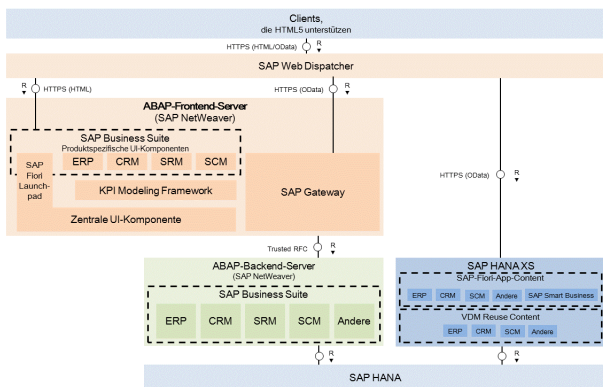 Clients,
die HTML5 unterstützen
HTTPS (HTML/OData)
R
SAP Web Dispatcher
R
HTTPS (HTML)
HTTPS (OData)
R
ABAP-Frontend-Server
(SAP NetWeaver)
SAP Business Suite
Produktspezifische UI-Komponenten
ERP
CRM
SRM
SCM
SAP
Fiori
Launch-
pad
KPI Modeling Framework
Zentrale UI-Komponente
SAP Gateway
HTTPS (OData)
R
Trusted RFC
R
ABAP-Backend-Server
(SAP NetWeaver)
SAP Business Suite
ERP
CRM
SRM
SCM
Andere
SAP HANA XS
SAP-Fiori-App-Content
ERP
CRM
SCM
Andere
SAP Smart Business
VDM Reuse Content
ERP
CRM
SCM
Andere
R
R
SAP HANA